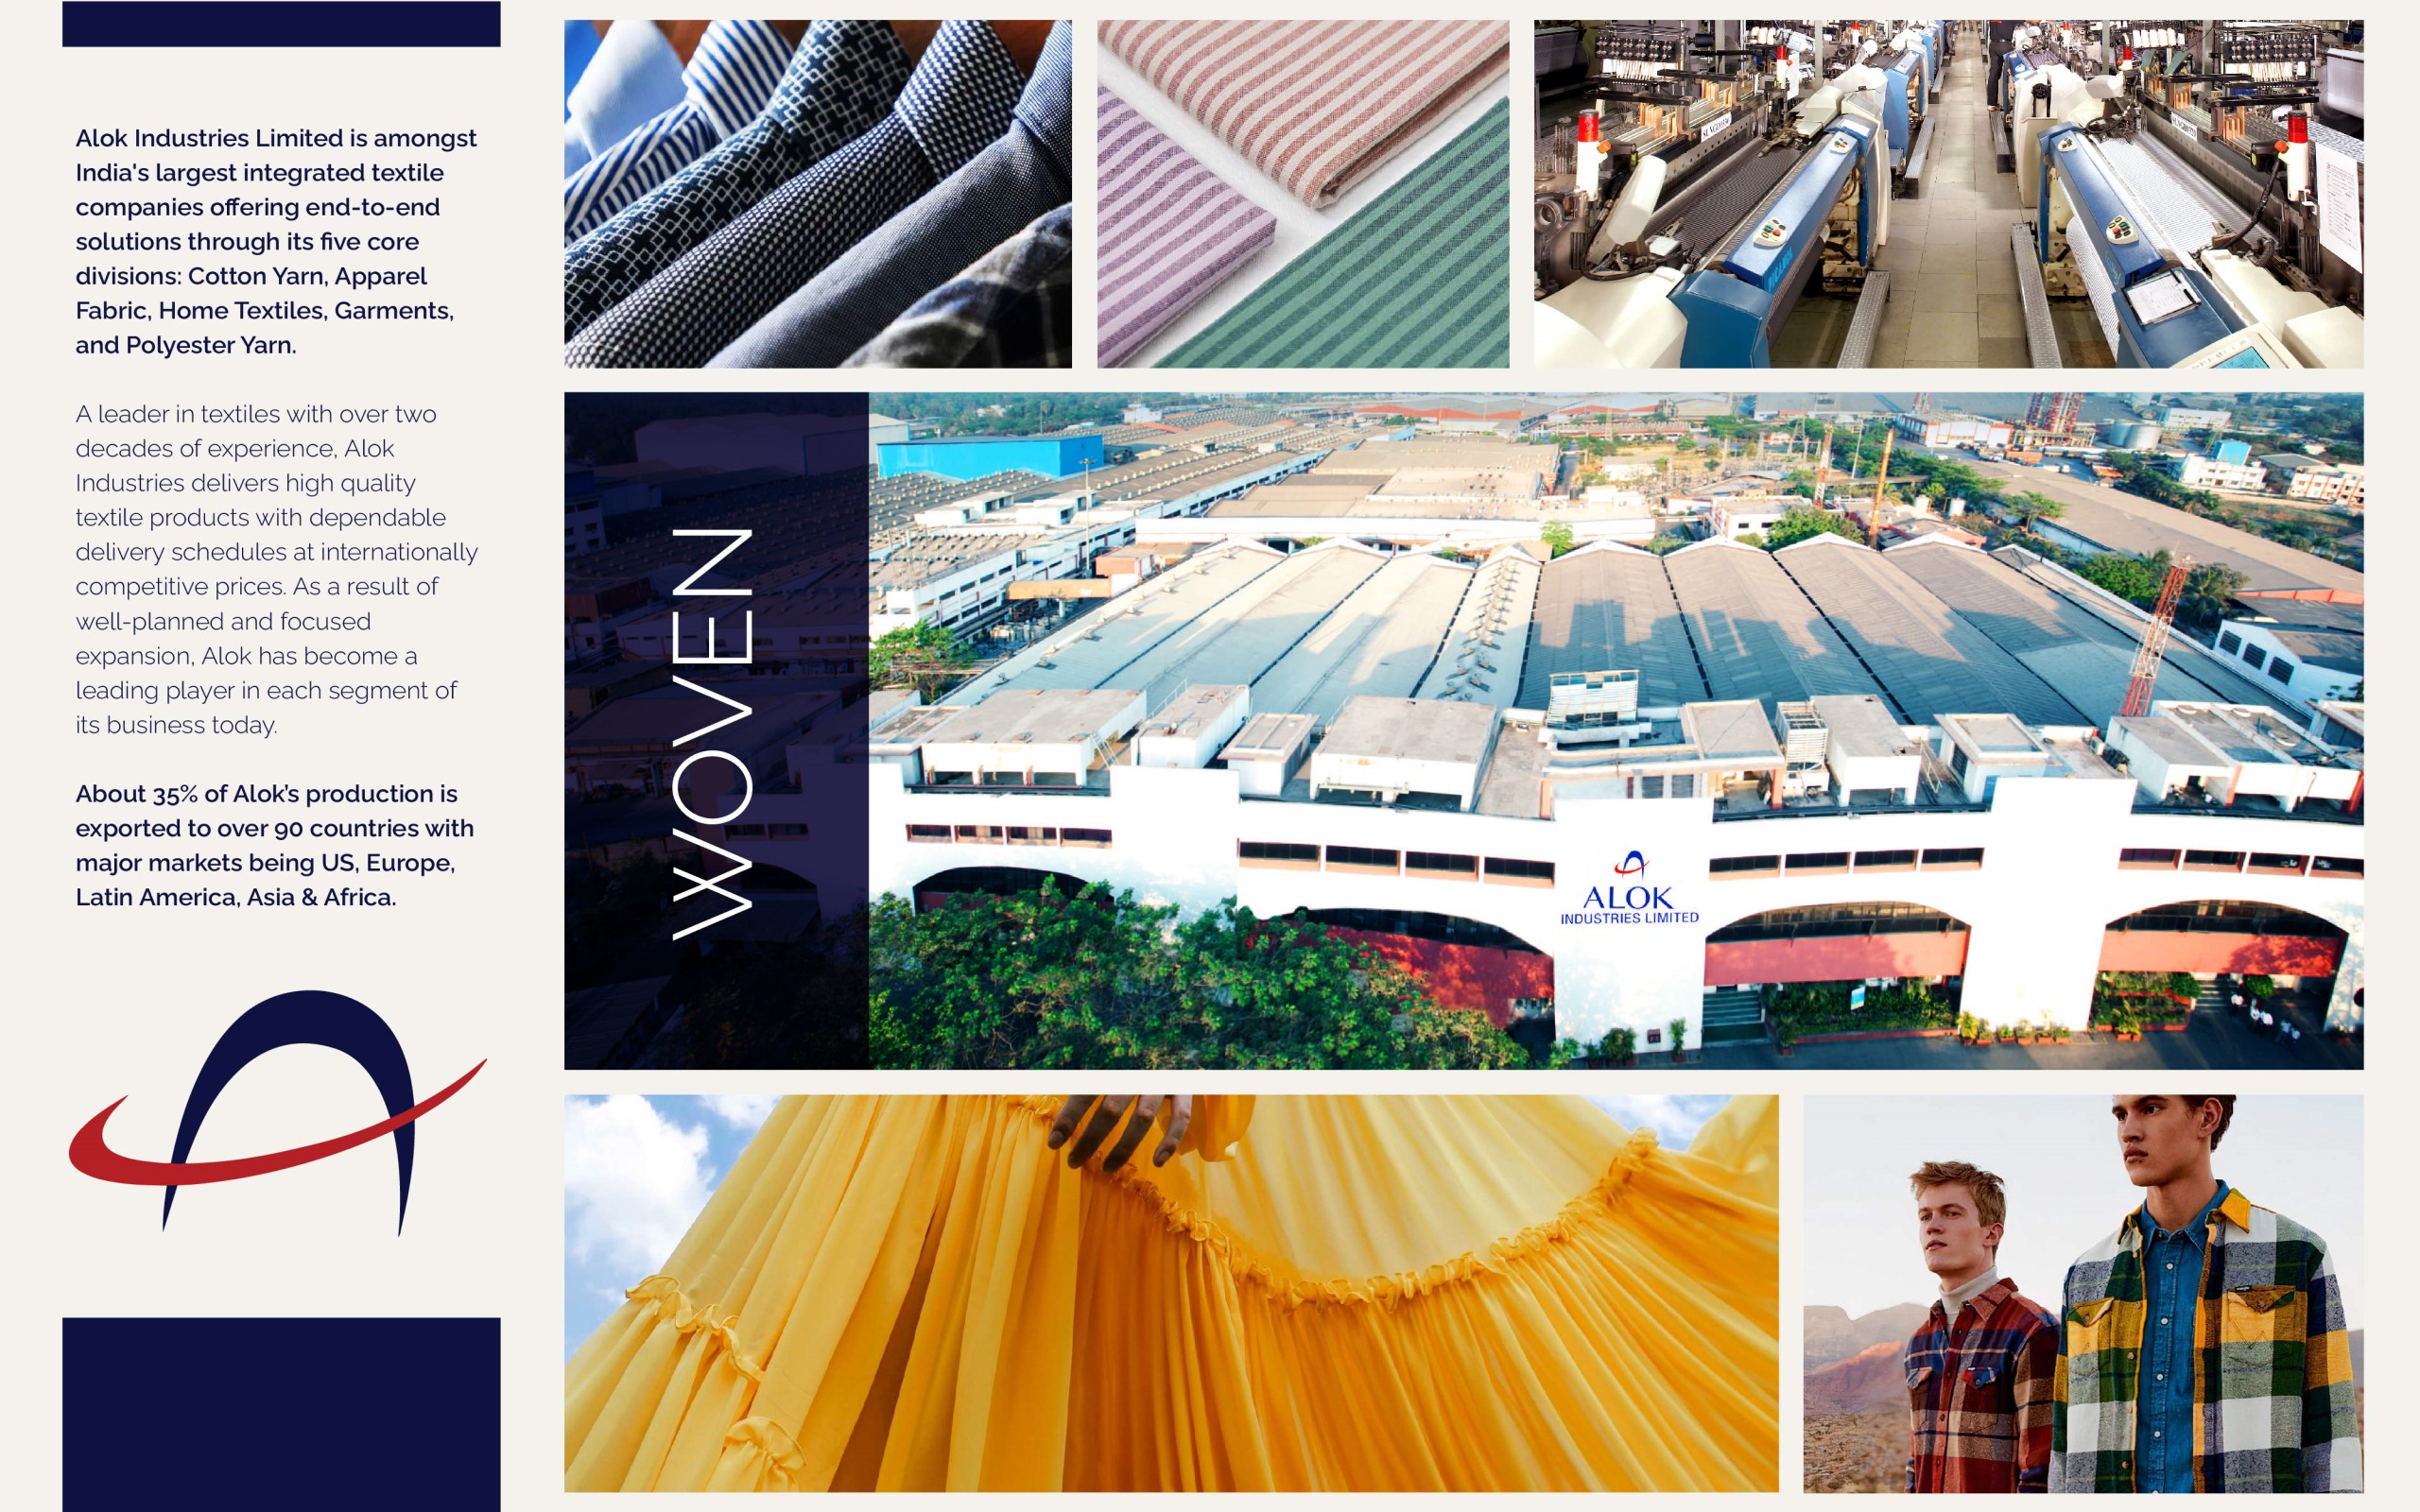 Alok Industries Limited is amongst
India's largest integrated textile
companies offering end-to-end
solutions through its five core
divisions: Cotton Yarn, Apparel
Fabric, Home Textiles, Garments,
and Polyester Yarn.
A leader in textiles with over two
decades of experience, Alok
Industries delivers high quality
textile products with dependable
delivery schedules at internationally
competitive prices. As a result of
well-planned and focused
expansion, Alok has become a
leading player in each segment of
its business today.
About 35% of Alok’s production is
exported to over 90 countries with
major markets being US, Europe,
Latin America, Asia & Africa.
WOVEN
ALOK
INDUSTRIES LIMITED